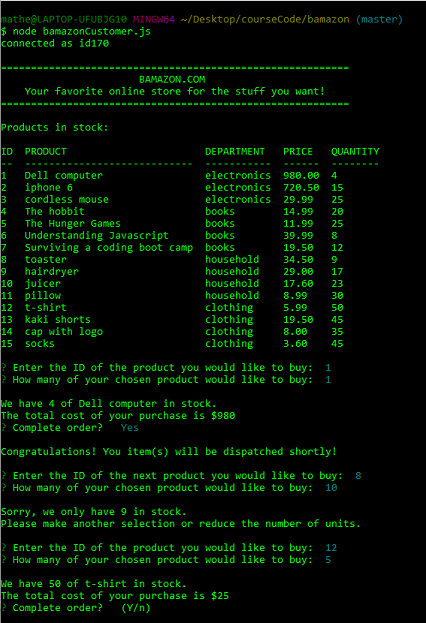 mathe@LAPTOP-UFUBJG10 MINGW64 ~/Desktop/courseCode/bamazon (master)
$ node bamazonCustomer.js
connected as id170
==========================================================
BAMAZON.COM
Your favorite online store for the stuff you want!
==========================================================
Products in stock:
ID  PRODUCT                       DEPARTMENT   PRICE   QUANTITY
--  ----------------------------  -----------  ------  --------
1   Dell computer                 electronics  980.00  4
2   iphone 6                      electronics  720.50  15
3   cordless mouse                electronics  29.99   25
4   The hobbit                    books        14.99   20
5   The Hunger Games              books        11.99   25
6   Understanding Javascript      books        39.99   8
7   Surviving a coding boot camp  books        19.50   12
8   toaster                       household    34.50   9
9   hairdryer                     household    29.00   17
10  juicer                        household    17.60   23
11  pillow                        household    8.99    30
12  t-shirt                       clothing     5.99    50
13  kaki shorts                   clothing     19.50   45
14  cap with logo                 clothing     8.00    35
15  socks                         clothing     3.60    45
? Enter the ID of the product you would like to buy:  1
? How many of your chosen product would like to buy:  1
We have 4 of Dell computer in stock.
The total cost of your purchase is $980
? Complete order?   Yes
Congratulations! You item(s) will be dispatched shortly!
? Enter the ID of the next product you would like to buy:  8
? How many of your chosen product would like to buy:  10
Sorry, we only have 9 in stock.
Please make another selection or reduce the number of units.
? Enter the ID of the product you would like to buy:  12
? How many of your chosen product would like to buy:  5
We have 50 of t-shirt in stock.
The total cost of your purchase is $25
? Complete order?   (Y/n)